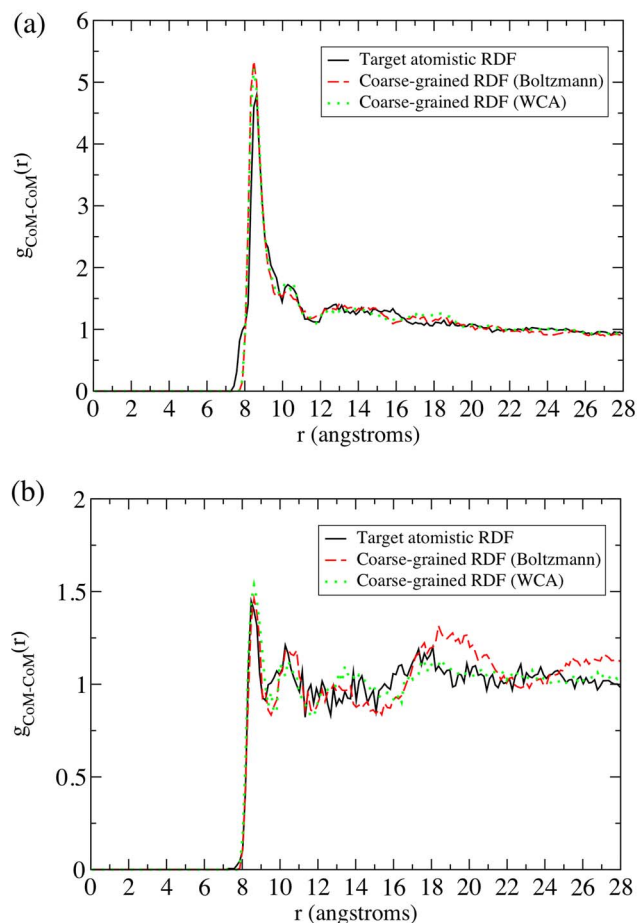 (a)
6
5
4
3
2
1
0
g_CoM-CoM(r)
Target atomistic RDF
Coarse-grained RDF (Boltzmann)
Coarse-grained RDF (WCA)
0 2 4 6 8 10 12 14 16 18 20 22 24 26 28
r (angstroms)
(b)
2
1.5
1
0.5
0
g_CoM-CoM(r)
Target atomistic RDF
Coarse-grained RDF (Boltzmann)
Coarse-grained RDF (WCA)
0 2 4 6 8 10 12 14 16 18 20 22 24 26 28
r (angstroms)